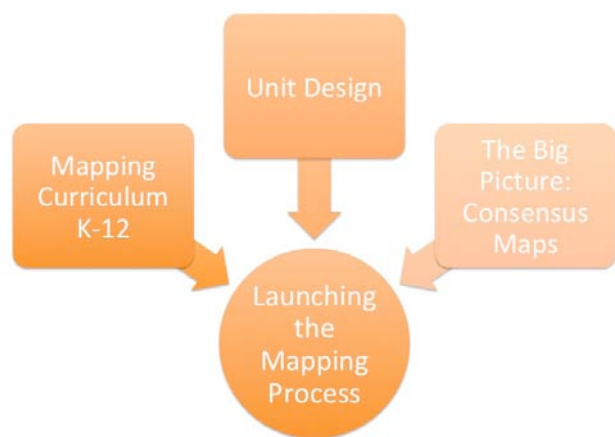 Unit Design
Mapping
Curriculum
K-12
The Big
Picture:
Consensus
Maps
Launching
the
Mapping
Process